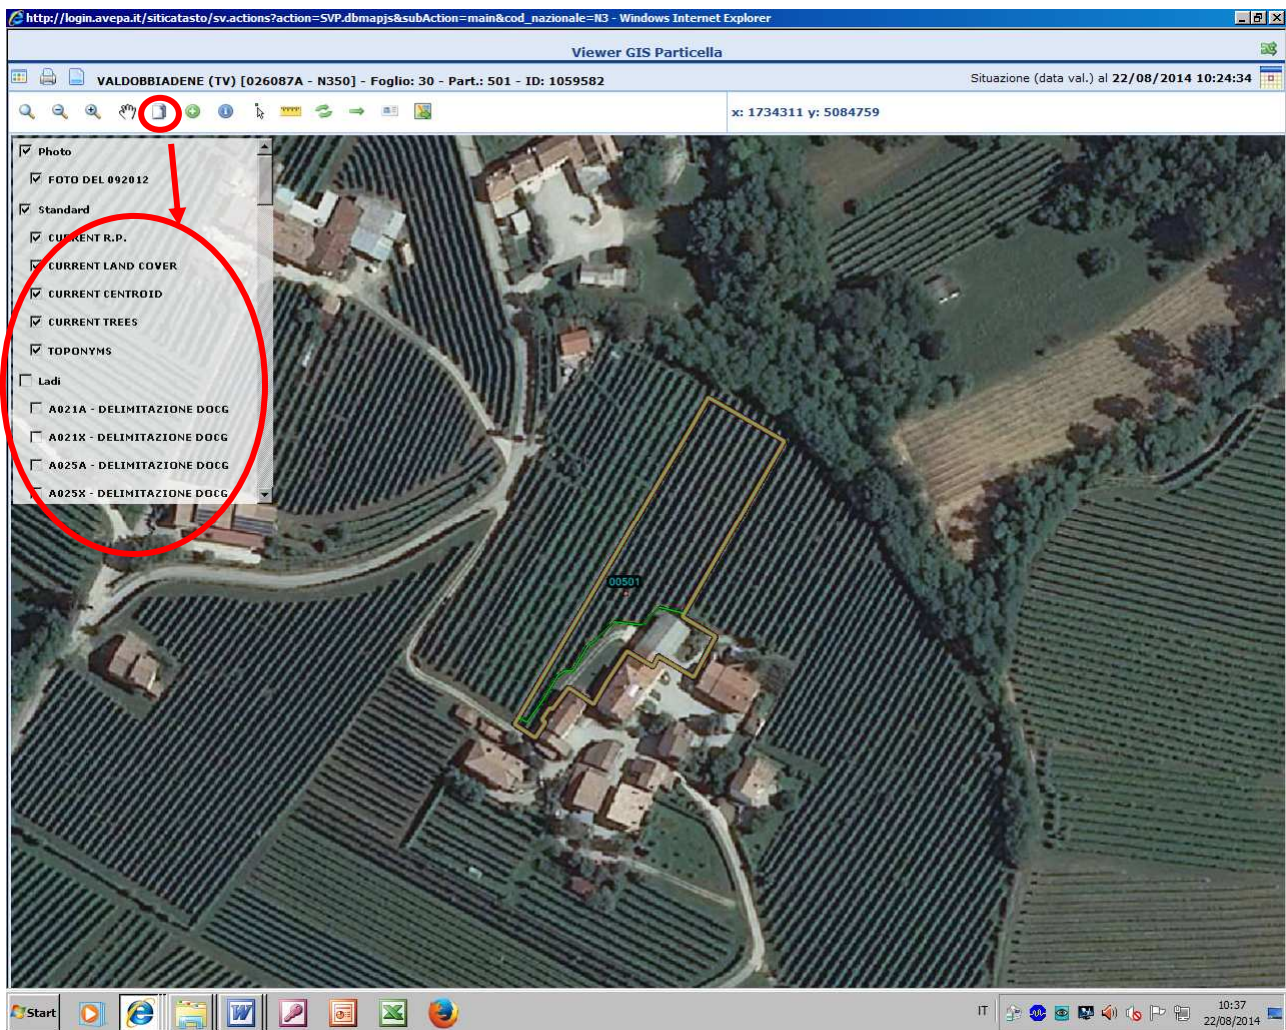 http://login.avepa.it/siticatasto/sv.actions?action=SVP.dbmapjs&subAction=main&cod_nazionale=N3 - Windows Internet Explorer
Viewer GIS Particella
VALDOBBIADENE (TV) [026087A - N350] - Foglio: 30 - Part.: 501 - ID: 1059582
Situazione (data val.) al 22/08/2014 10:24:34
x: 1734311 y: 5084759
Photo
FOTO DEL 092012
Standard
CURRENT R.P.
CURRENT LAND COVER
CURRENT CENTROID
CURRENT TREES
TOPONYMS
Ladi
A021A - DELIMITAZIONE DOCG
A021X - DELIMITAZIONE DOCG
A025A - DELIMITAZIONE DOCG
A025X - DELIMITAZIONE DOCG
00501
Start
IT
10:37
22/08/2014